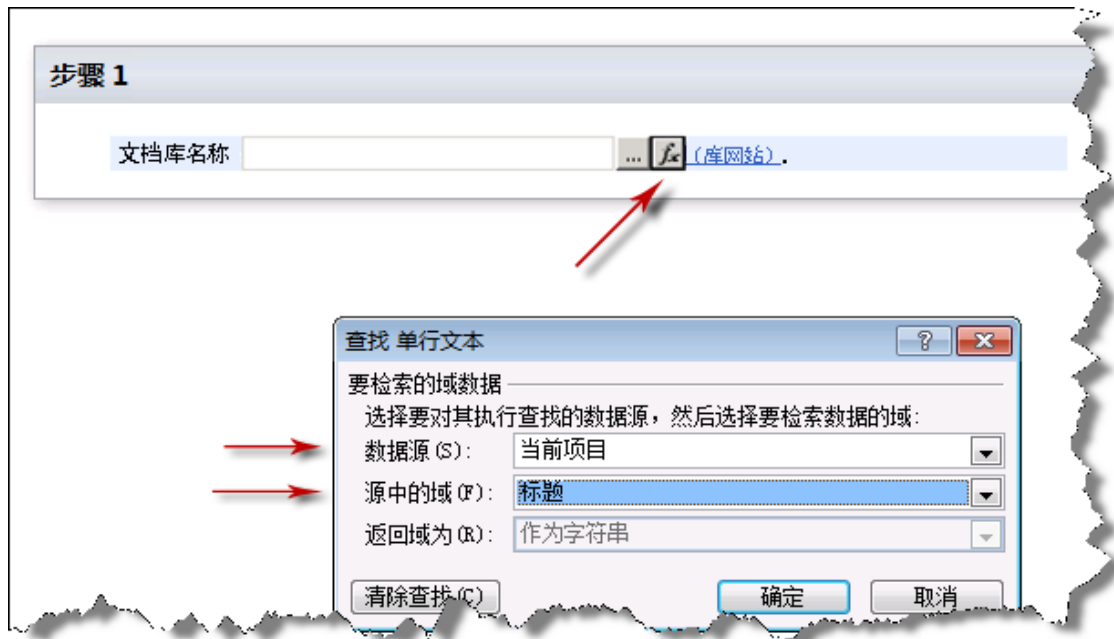 步骤 1
文档库名称 ... fx (库网站).
查找 单行文本
要检索的域数据
选择要对其执行查找的数据源，然后选择要检索数据的域:
数据源(S): 当前项目
源中的域(F): 标题
返回域为(R): 作为字符串
清除查找(C) 确定 取消